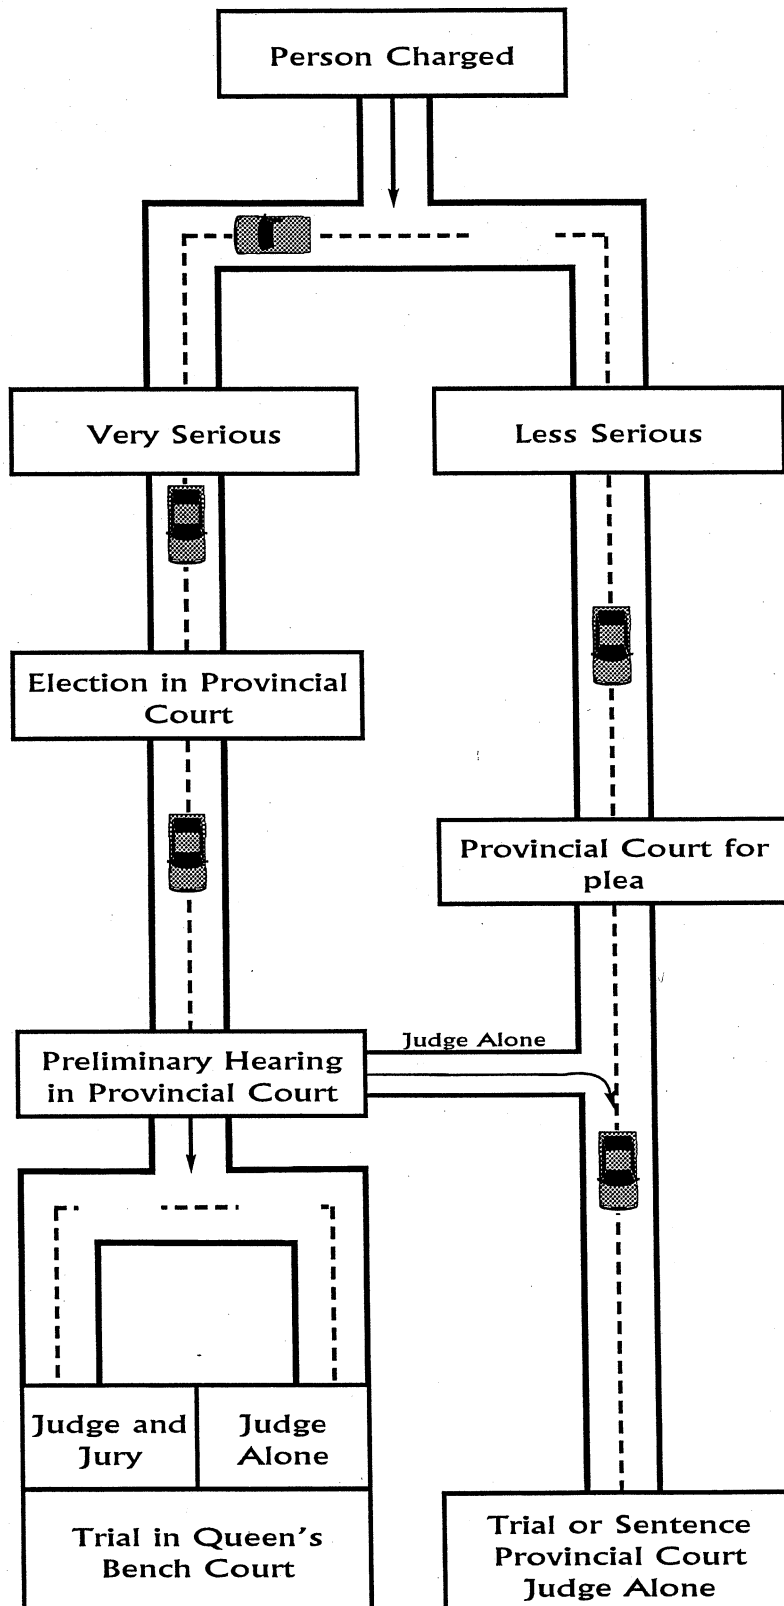 Person Charged
Very Serious
Less Serious
Election in Provincial
Court
Provincial Court for
plea
Judge Alone
Preliminary Hearing
in Provincial Court
Judge and
Jury
Judge
Alone
Trial in Queen's
Bench Court
Trial or Sentence
Provincial Court
Judge Alone